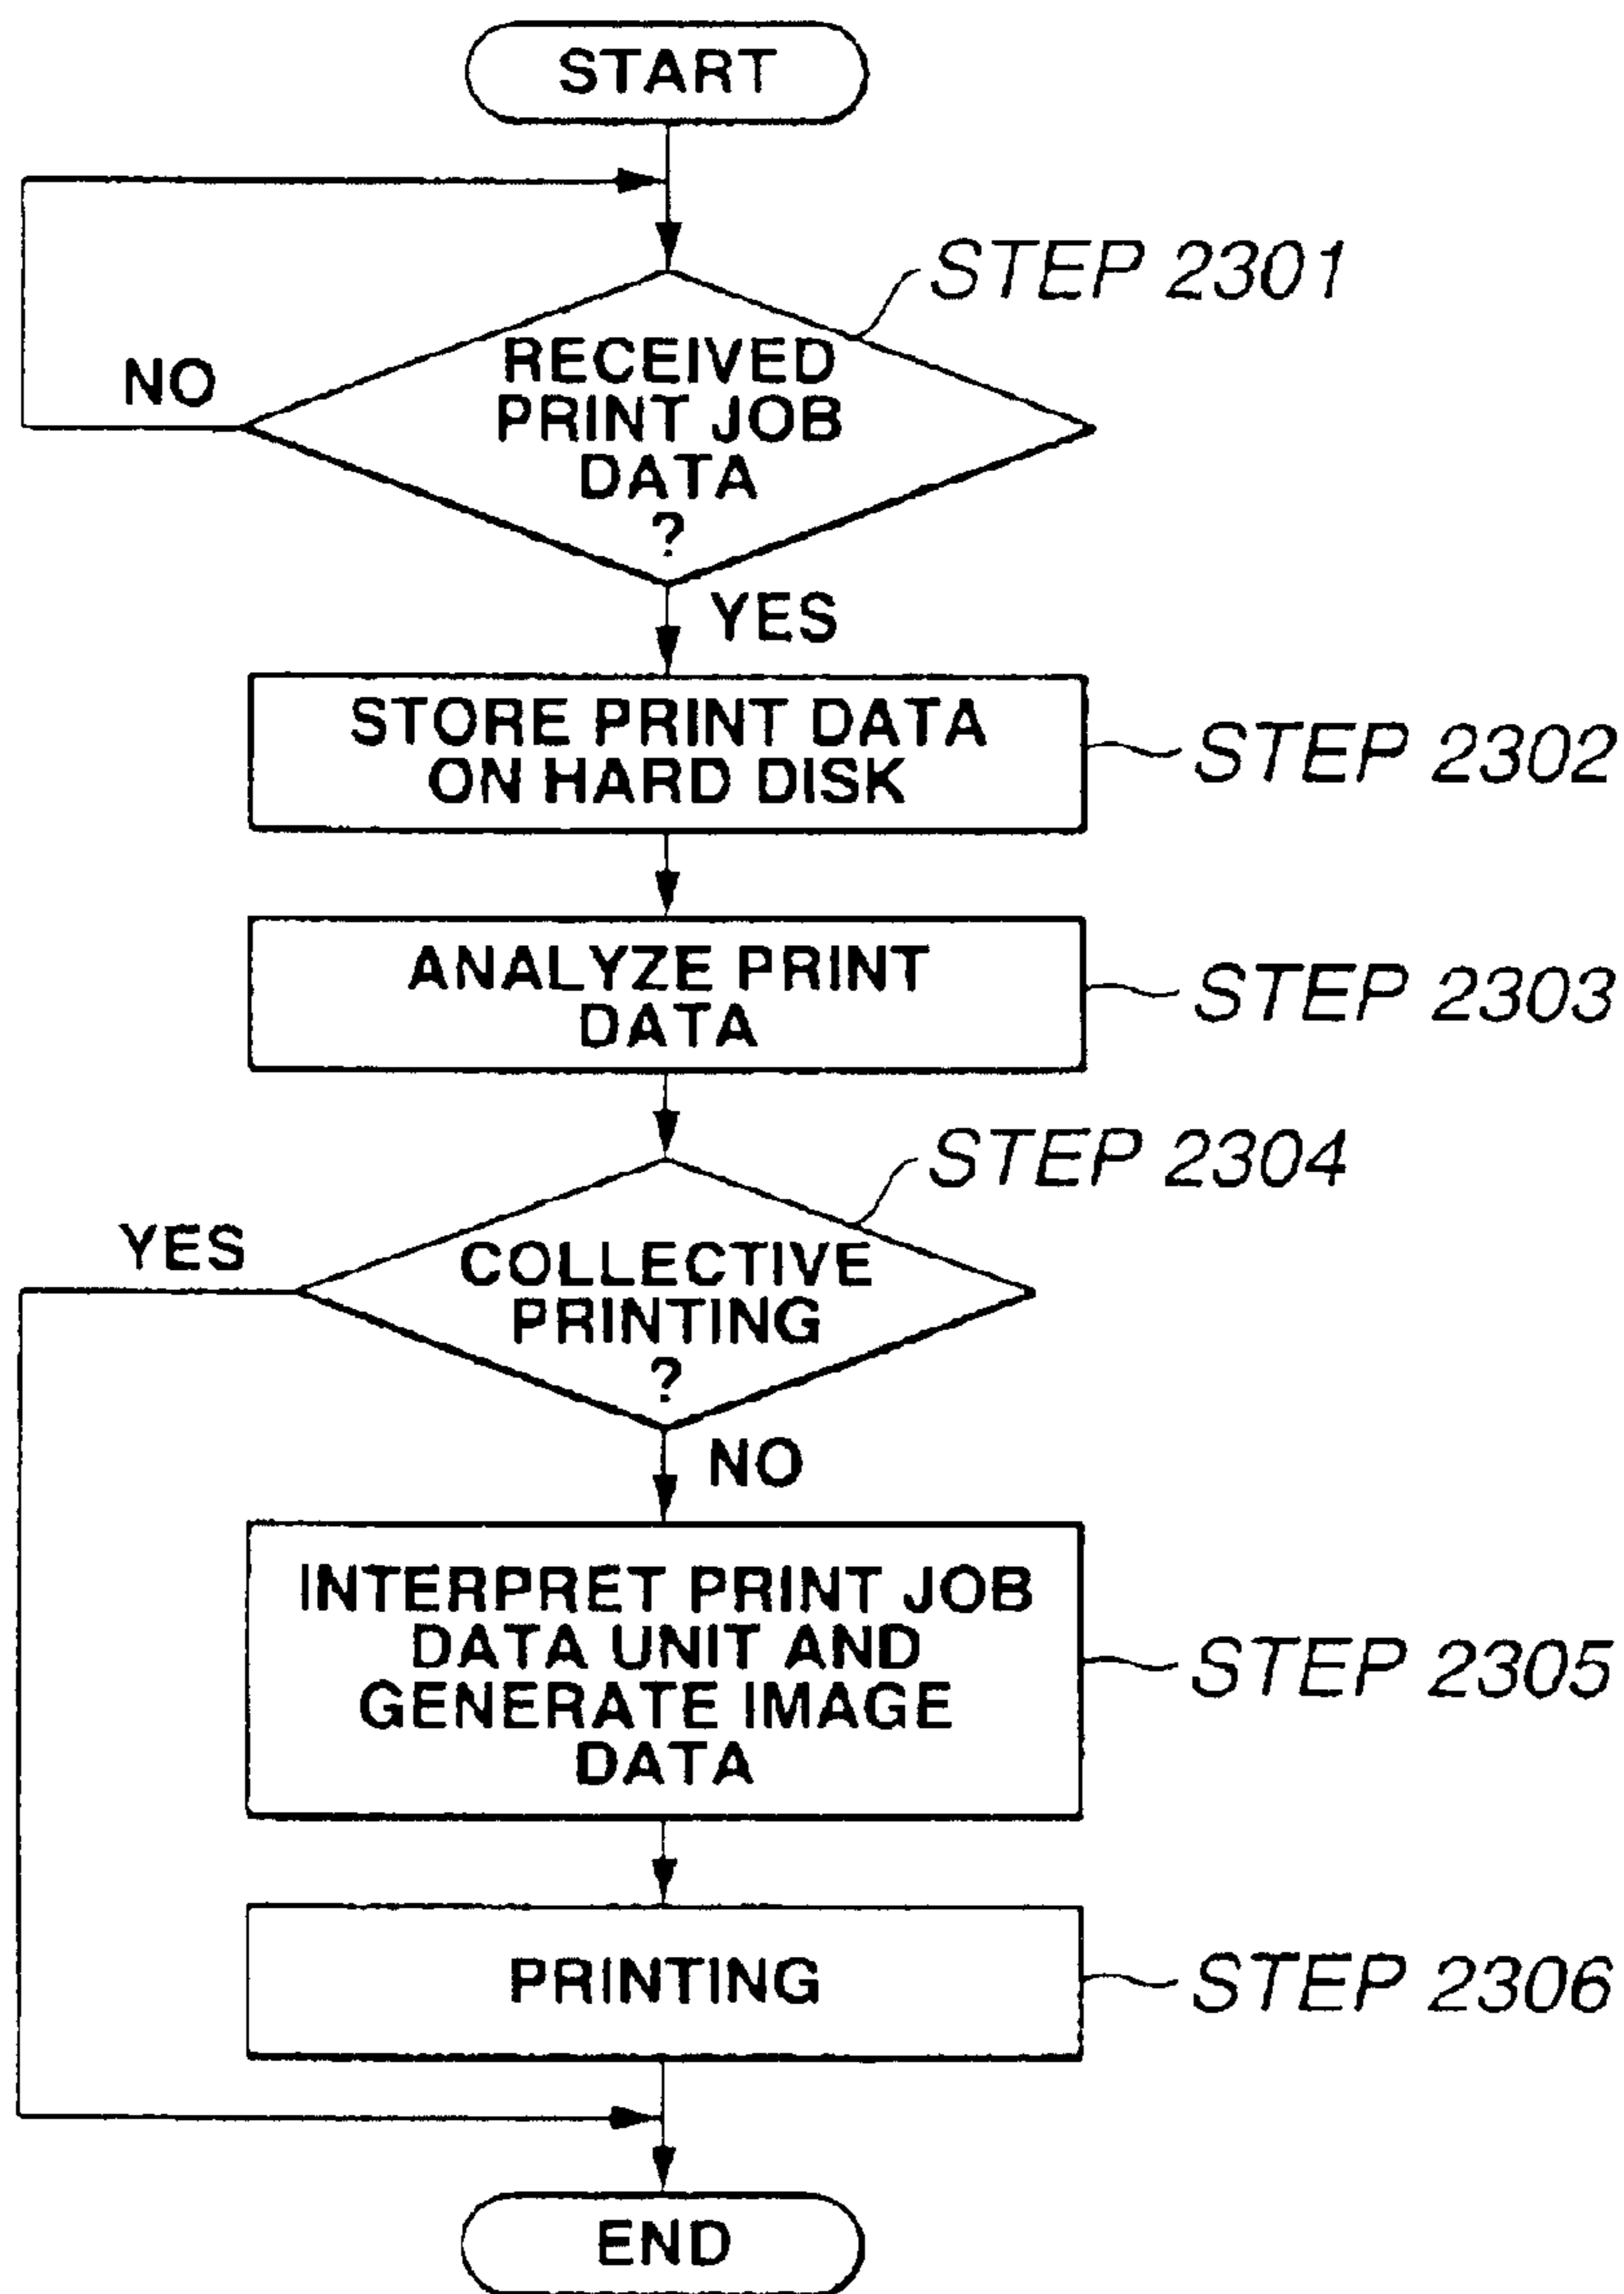 START
STEP 2301
NO
RECEIVED
PRINT JOB
DATA
?
YES
STORE PRINT DATA
ON HARD DISK
STEP 2302
ANALYZE PRINT
DATA
STEP 2303
STEP 2304
YES
COLLECTIVE
PRINTING
?
NO
INTERPRET PRINT JOB
DATA UNIT AND
GENERATE IMAGE
DATA
STEP 2305
PRINTING
STEP 2306
END